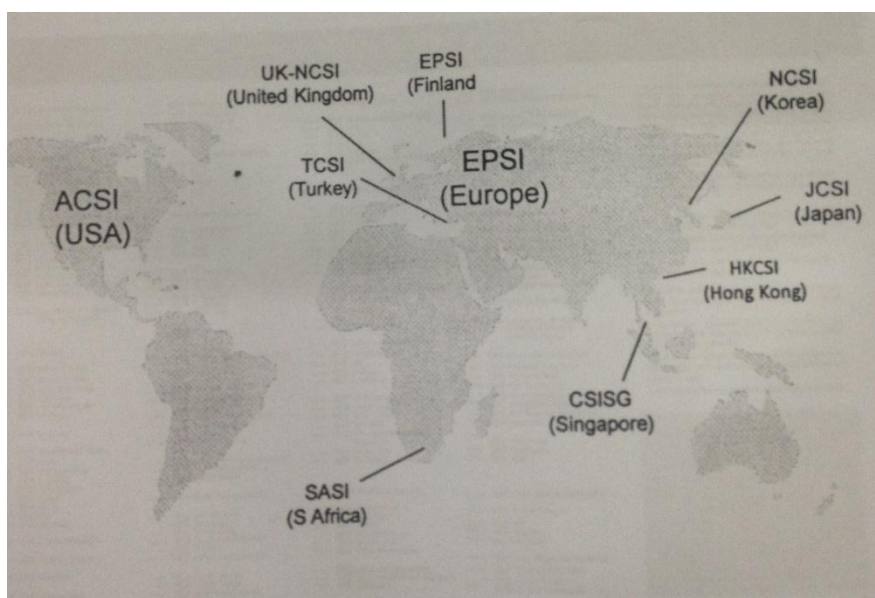 UK-NCSI
(United Kingdom)
EPSI
(Finland
NCSI
(Korea)
TCSI
(Turkey)
EPSI
(Europe)
ACSI
(USA)
JCSI
(Japan)
HKCSI
(Hong Kong)
CSISG
(Singapore)
SASI
(S Africa)